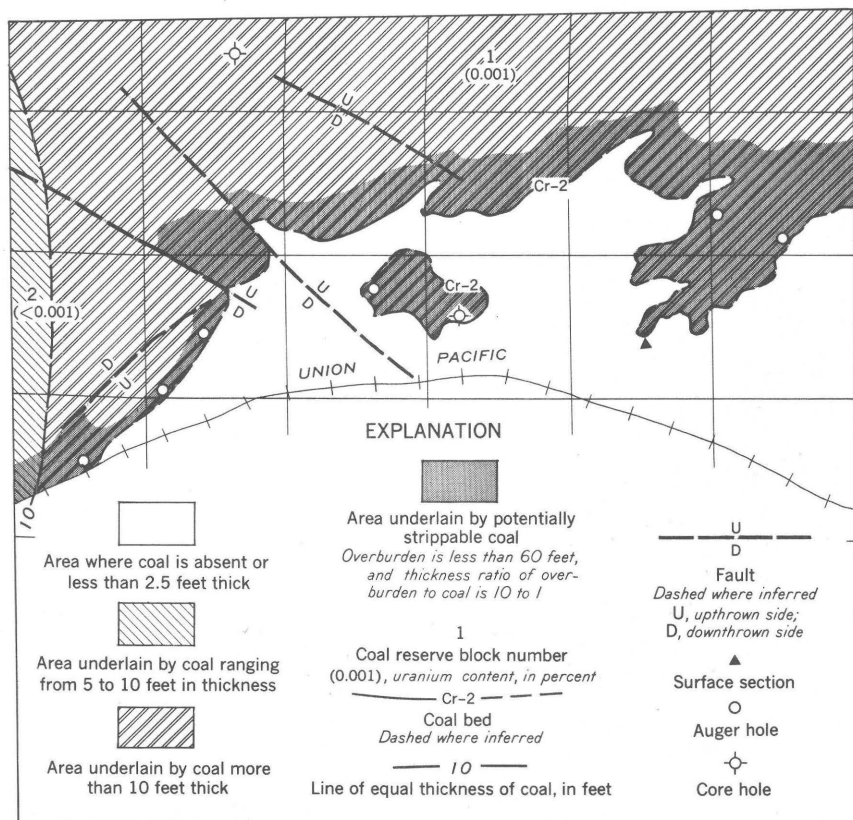 1
(0.001)
U
D
Cr-2
2
(<0.001)
U
D
U
D
Cr-2
D
U
UNION PACIFIC
10
EXPLANATION
Area where coal is absent or
less than 2.5 feet thick
Area underlain by coal ranging
from 5 to 10 feet in thickness
Area underlain by coal more
than 10 feet thick
Area underlain by potentially
strippable coal
Overburden is less than 60 feet,
and thickness ratio of over-
burden to coal is 10 to 1
1
Coal reserve block number
(0.001), uranium content, in percent
Cr-2
Coal bed
Dashed where inferred
10
Line of equal thickness of coal, in feet
U
D
Fault
Dashed where inferred
U, upthrown side;
D, downthrown side
Surface section
Auger hole
Core hole